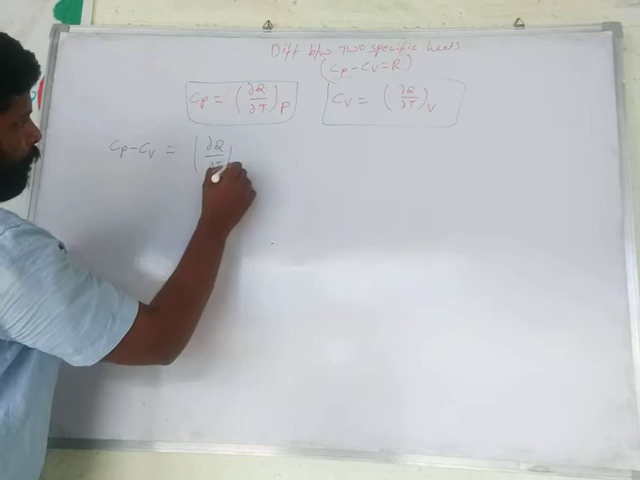 Diff b/w Two specific heats
(Cp - Cv = R)
Cp = (∂Q/∂T)P Cv = (∂Q/∂T)v
Cp - Cv = (∂Q/∂T)